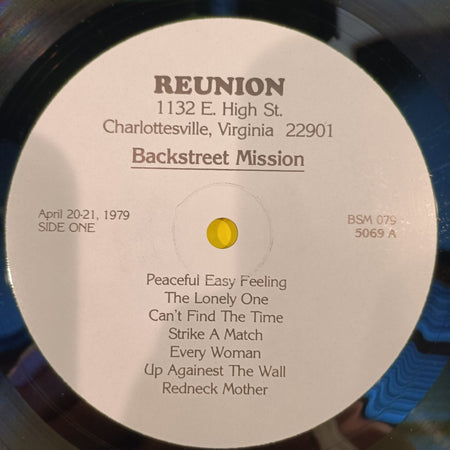 REUNION
1132 E. High St.
Charlottesville, Virginia 22901
Backstreet Mission
April 20-21, 1979
SIDE ONE
BSM 079
5069 A
Peaceful Easy Feeling
The Lonely One
Can't Find The Time
Strike A Match
Every Woman
Up Againest The Wall
Redneck Mother